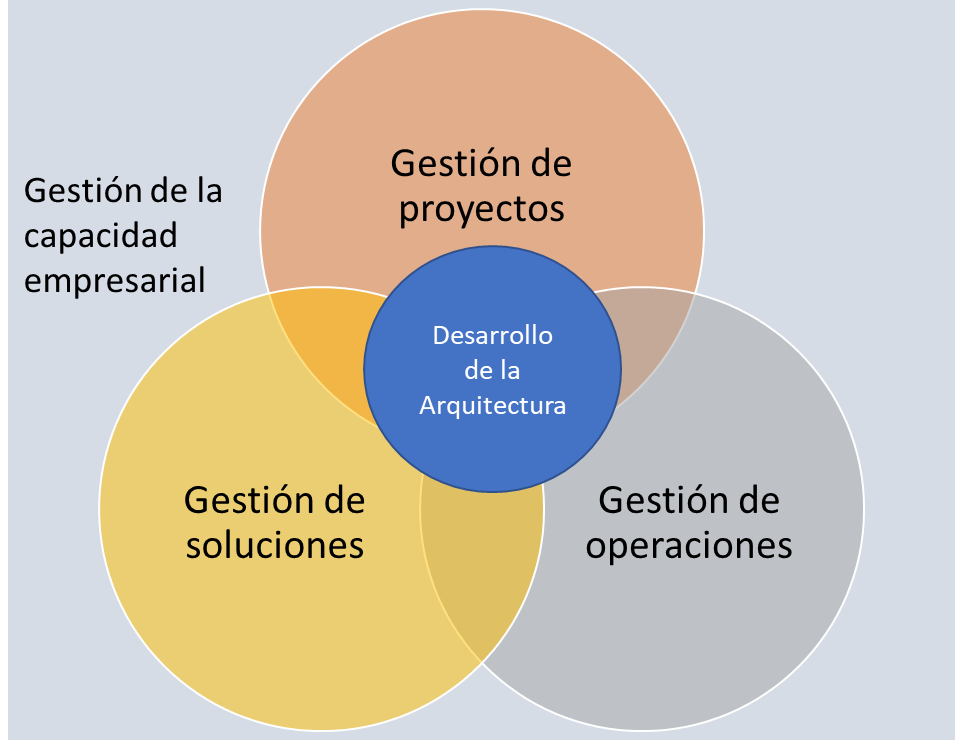 Gestión de
proyectos
Gestión de la
capacidad
empresarial
Desarrollo
de la
Arquitectura
Gestión de
soluciones
Gestión de
operaciones